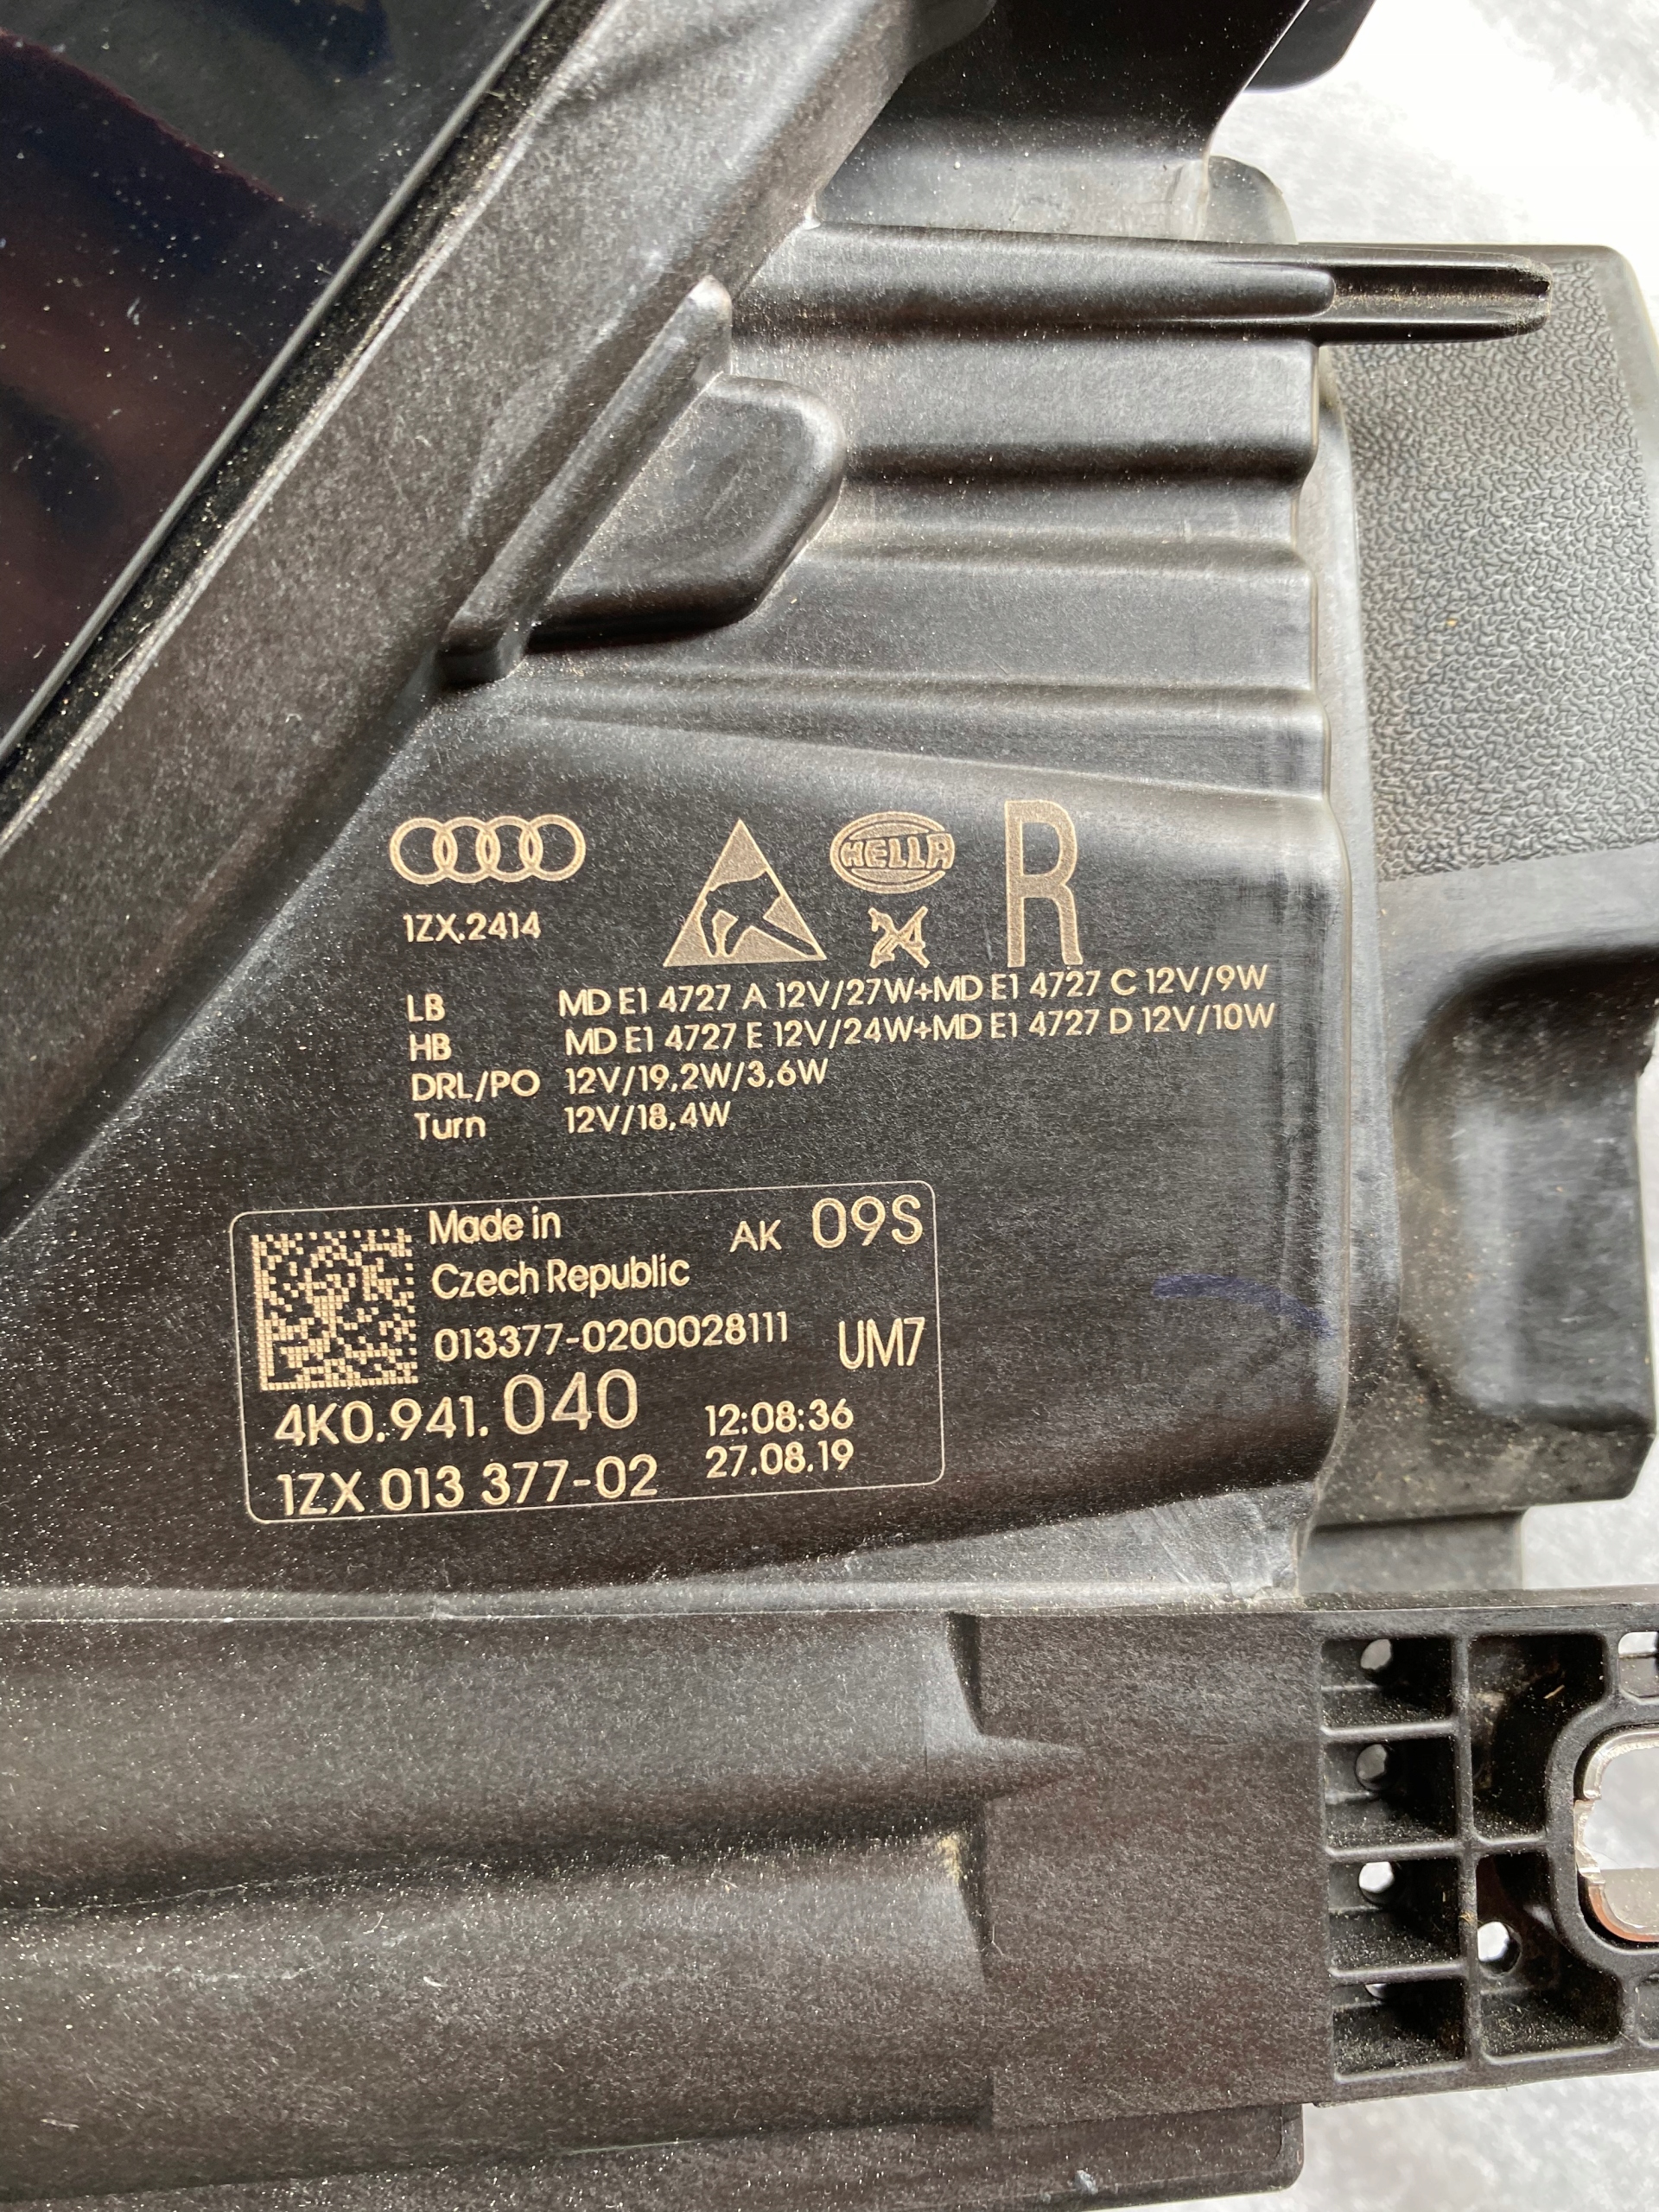 HELLA
R
1ZX.2414
24
LB MD E1 4727 A 12V/27W+MD E1 4727 C 12V/9W
HB MD E1 4727 E 12V/24W+MD E1 4727 D 12V/10W
DRL/PO 12V/19,2W/3,6W
Turn 12V/18,4W
Made in AK 09S
Czech Republic
013377-0200028111 UM7
4K0.941.040 12:08:36
1ZX 013 377-02 27.08.19